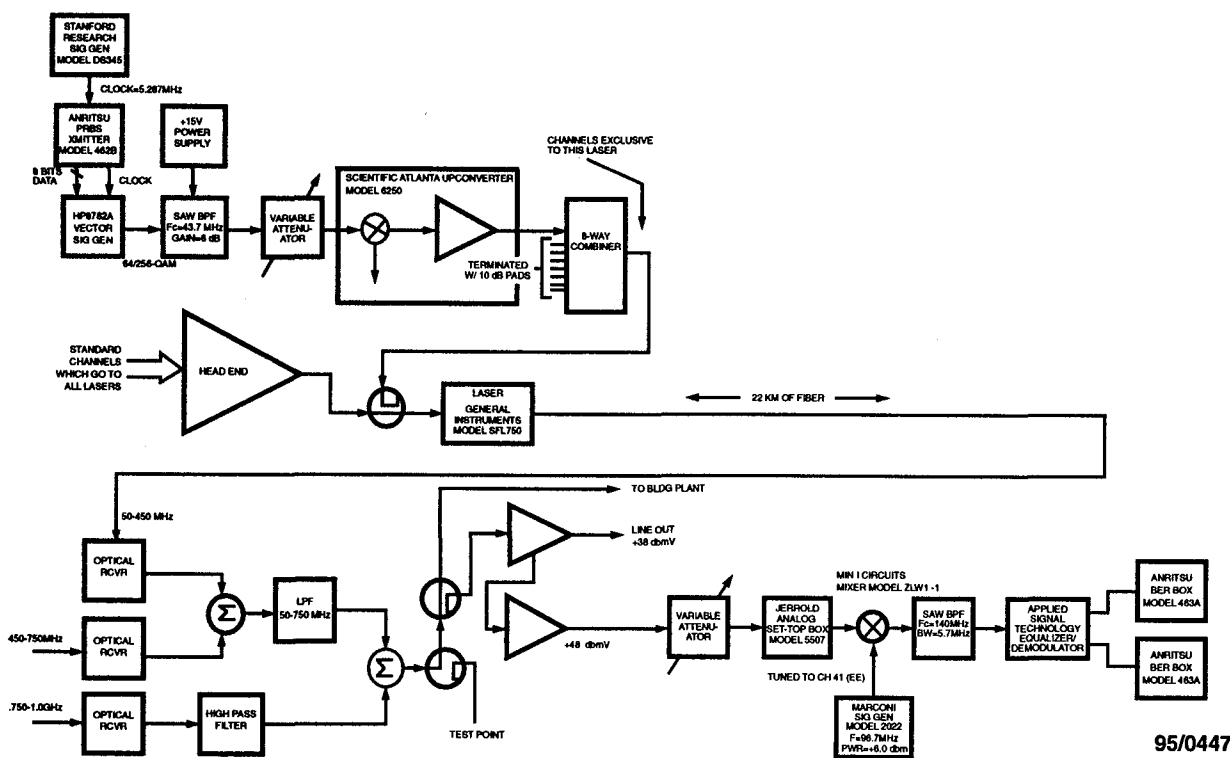 STANFORD
RESEARCH
SIG GEN
MODEL DS345
CLOCK=5.287MHz
ANRITSU
PRBS
XMITTER
MODEL 462B
+15V
POWER
SUPPLY
8 BITS
DATA
CLOCK
HP8782A
VECTOR
SIG GEN
SAW BPF
Fc=43.7 MHz
GAIN=6 dB
64/256-QAM
VARIABLE
ATTENU-
ATOR
SCIENTIFIC ATLANTA UPCONVERTER
MODEL 6250
CHANNELS EXCLUSIVE
TO THIS LASER
TERMINATED
W/ 10 dB PADS
8-WAY
COMBINER
STANDARD
CHANNELS
WHICH GO TO
ALL LASERS
HEAD END
LASER
GENERAL
INSTRUMENTS
MODEL SFL750
22 KM OF FIBER
50-450 MHz
OPTICAL
RCVR
Σ
LPF
50-750 MHz
450-750MHz
OPTICAL
RCVR
.750-1.0GHz
OPTICAL
RCVR
HIGH PASS
FILTER
Σ
TEST POINT
TO BLDG PLANT
LINE OUT
+38 dbmV
+48 dbmV
VARIABLE
ATTENU-
ATOR
JERROLD
ANALOG
SET-TOP BOX
MODEL 5507
TUNED TO CH 41 (EE)
MINI CIRCUITS
MIXER MODEL ZLW1-1
MARCONI
SIG GEN
MODEL 2022
F=96.7MHz
PWR=+6.0 dbm
SAW BPF
Fc=140MHz
BW=5.7MHz
APPLIED
SIGNAL
TECHNOLOGY
EQUALIZER/
DEMODULATOR
ANRITSU
BER BOX
MODEL 463A
ANRITSU
BER BOX
MODEL 463A
95/0447